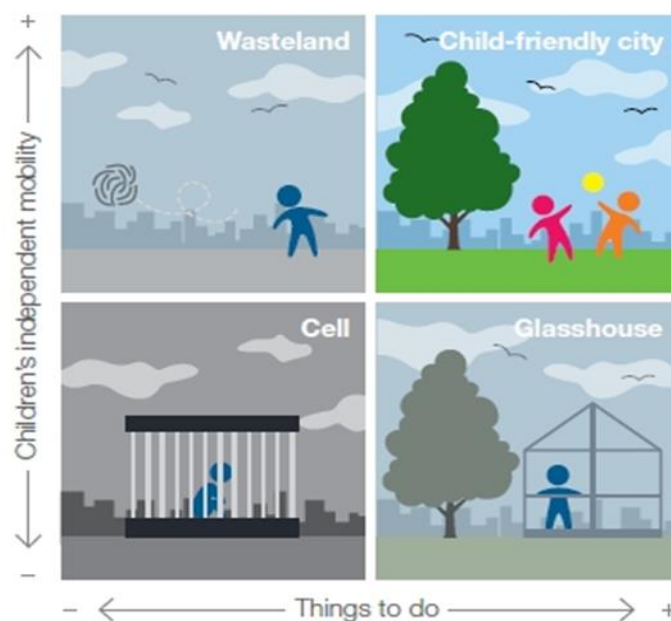 +
Wasteland
Child-friendly city
Children's independent mobility
Cell
Glasshouse
–
– Things to do +